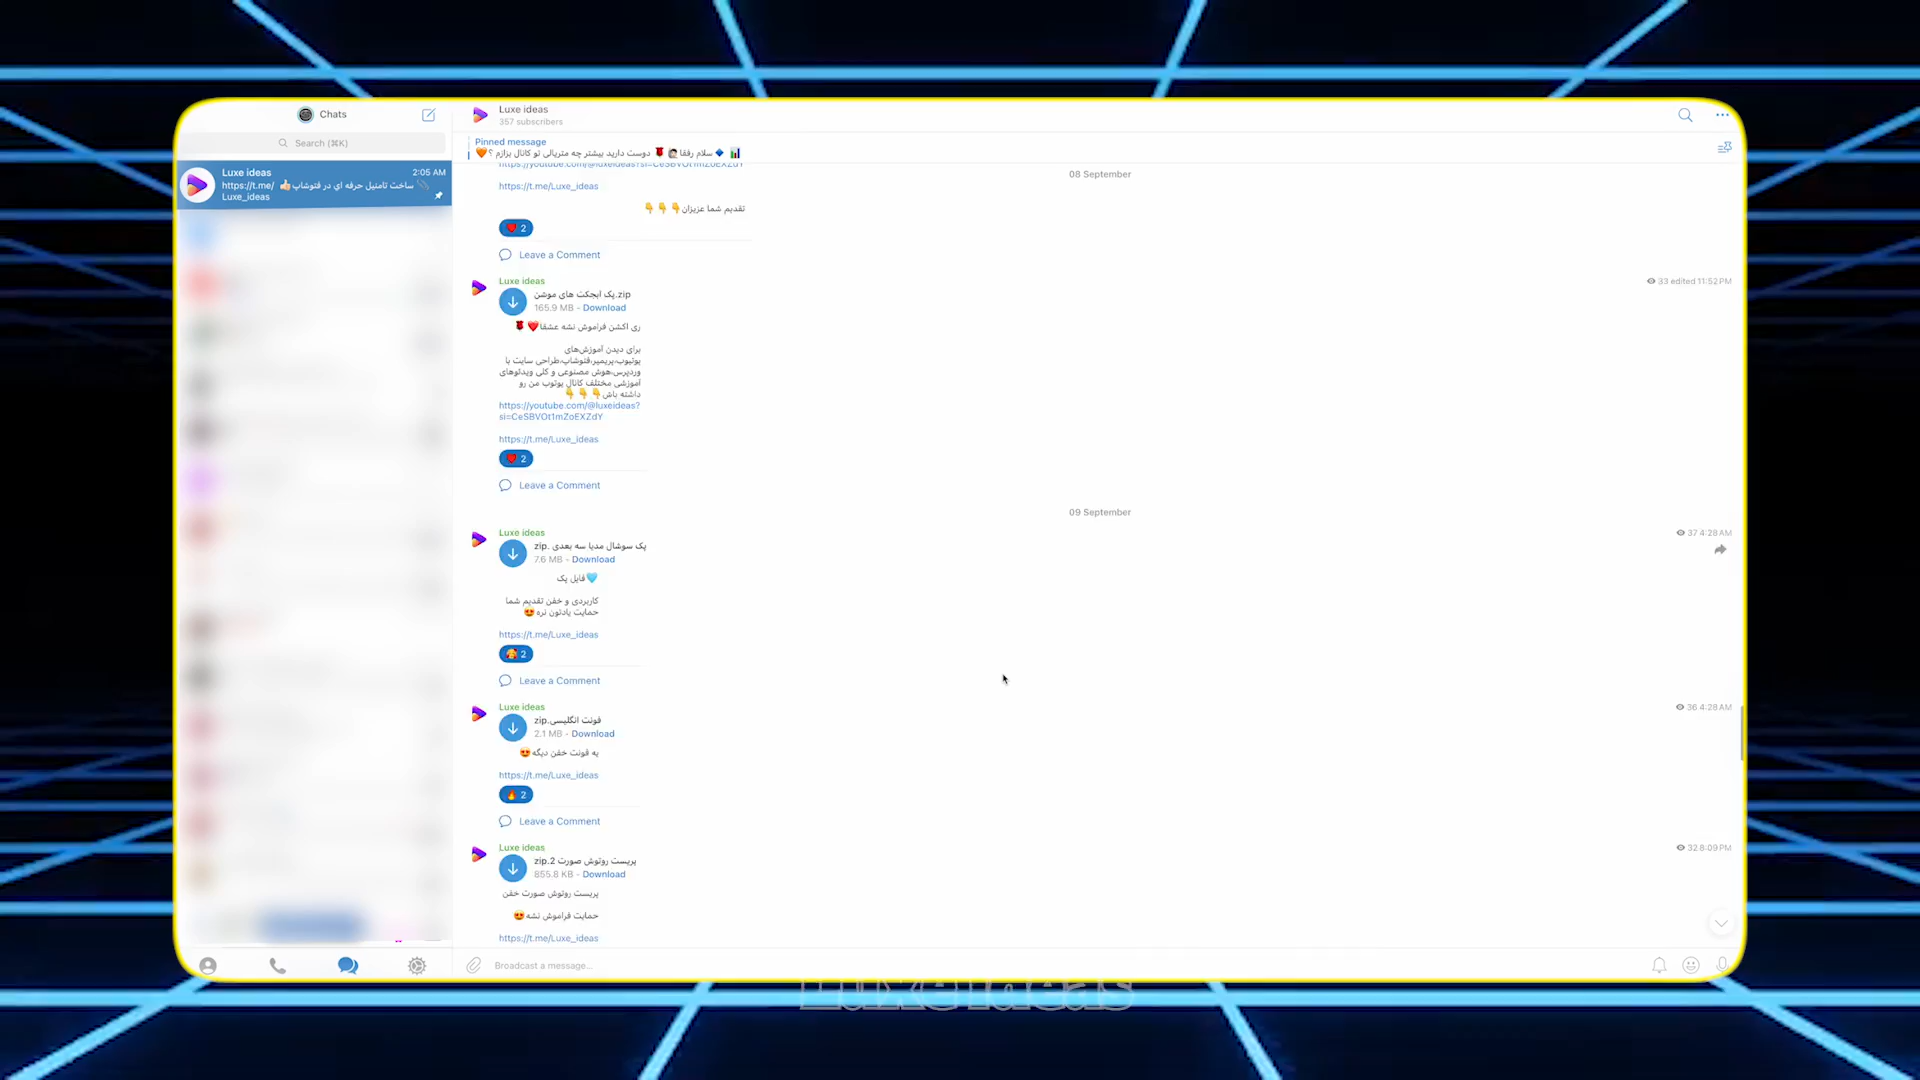 Chats
Search (⌘K)
Luxe ideas
2:05 AM
ساخت تامنیل حرفه ای در فتوشاپ👍🏻 https://t.me/
Luxe_ideas
Luxe ideas
357 subscribers
Pinned message
🧡سلام رفقا🙋🏻🌹 دوست دارید بیشتر چه متریالی تو کانال بزارم ؟
https://youtube.com/@luxeideas?si=CeSBVOt1mZoEXZdY
https://t.me/Luxe_ideas
تقدیم شما عزیزان👇👇👇
❤️ 2
Leave a Comment
08 September
Luxe ideas
33 edited 11:52 PM
پک ابجکت های موشن.zip
165.9 MB - Download
ری اکشن فراموش نشه عشقا❤️🌹
برای دیدن آموزش‌های
یوتیوب،پریمیر،فتوشاپ،طراحی سایت با
وردپرس،هوش مصنوعی و کلی ویدئوهای
آموزشی مختلف کانال یوتوب من رو
داشته باش👇👇👇
https://youtube.com/@luxeideas?
si=CeSBVOt1mZoEXZdY
https://t.me/Luxe_ideas
❤️ 2
Leave a Comment
09 September
Luxe ideas
37 4:28 AM
پک سوشال مدیا سه بعدی .zip
7.6 MB - Download
فایل پک🩵
کاربردی و خفن تقدیم شما
حمایت یادتون نره😍
https://t.me/Luxe_ideas
🥰 2
Leave a Comment
Luxe ideas
36 4:28 AM
فونت انگلیسی.zip
2.1 MB - Download
یه فونت خفن دیگه😍
https://t.me/Luxe_ideas
🔥 2
Leave a Comment
Luxe ideas
32 8:09 PM
پریست روتوش صورت 2.zip
855.8 KB - Download
پریست روتوش صورت خفن
حمایت فراموش نشه😍
https://t.me/Luxe_ideas
Broadcast a message...
Luxe ideas